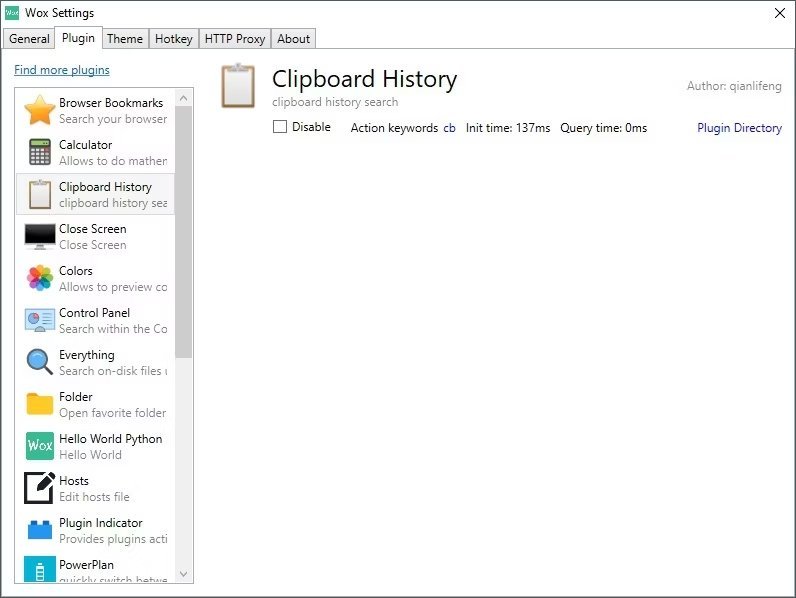 Wox Wox Settings
General Plugin Theme Hotkey HTTP Proxy About
Find more plugins
Browser Bookmarks
Search your browser
Calculator
Allows to do mathen
Clipboard History
clipboard history sea
Close Screen
Close Screen
Colors
Allows to preview co
Control Panel
Search within the Co
Everything
Search on-disk files u
Folder
Open favorite folder
Wox
Hello World Python
Hello World
Hosts
Edit hosts file
Plugin Indicator
Provides plugins acti
PowerPlan
quickly switch betwe
Clipboard History
Author: qianlifeng
clipboard history search
Disable Action keywords cb Init time: 137ms Query time: 0ms Plugin Directory